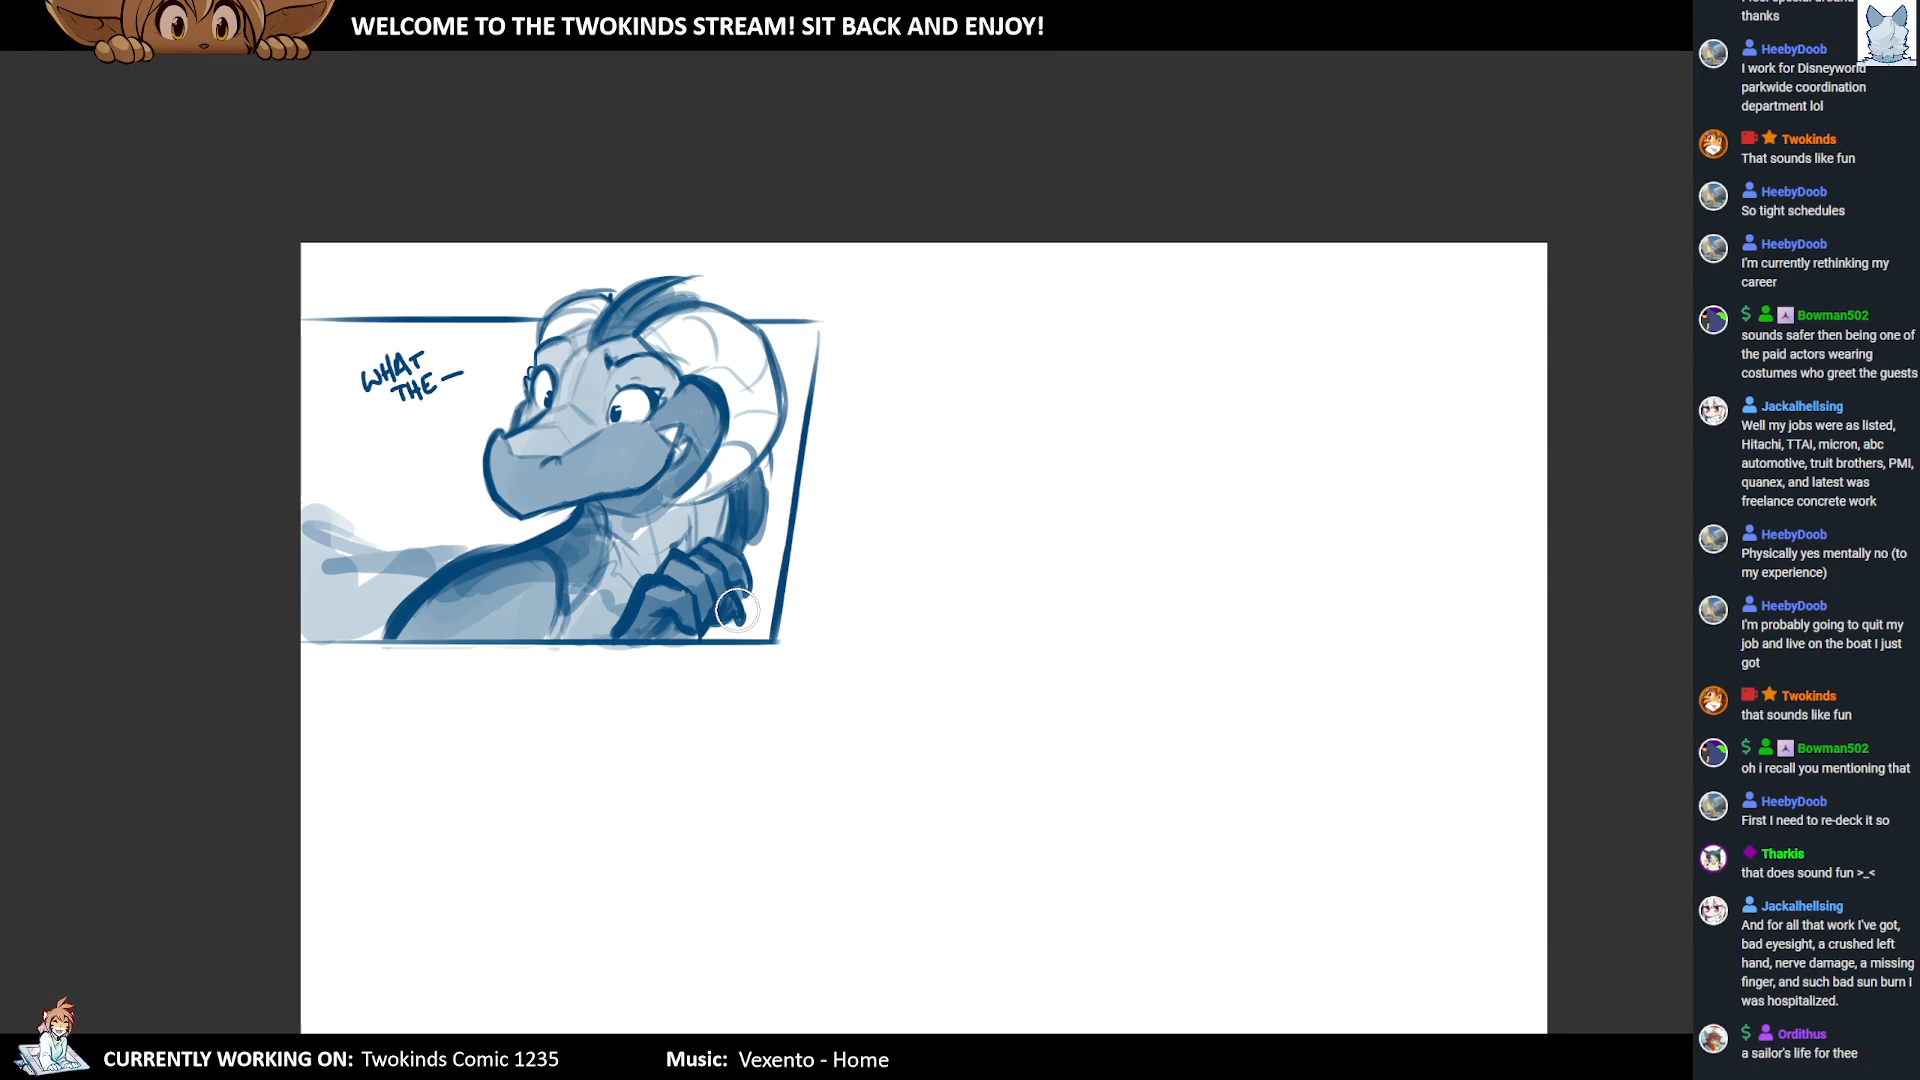 WELCOME TO THE TWOKINDS STREAM! SIT BACK AND ENJOY!
WHAT
THE—
thanks
HeebyDoob
I work for Disneyworld
parkwide coordination
department lol
Twokinds
That sounds like fun
HeebyDoob
So tight schedules
HeebyDoob
I'm currently rethinking my
career
Bowman502
sounds safer then being one of
the paid actors wearing
costumes who greet the guests
Jackalhellsing
Well my jobs were as listed,
Hitachi, TTAI, micron, abc
automotive, truit brothers, PMI,
quanex, and latest was
freelance concrete work
HeebyDoob
Physically yes mentally no (to
my experience)
HeebyDoob
I'm probably going to quit my
job and live on the boat I just
got
Twokinds
that sounds like fun
Bowman502
oh i recall you mentioning that
HeebyDoob
First I need to re-deck it so
Tharkis
that does sound fun >_<
Jackalhellsing
And for all that work I've got,
bad eyesight, a crushed left
hand, nerve damage, a missing
finger, and such bad sun burn I
was hospitalized.
Ordithus
a sailor's life for thee
CURRENTLY WORKING ON: Twokinds Comic 1235
Music: Vexento - Home